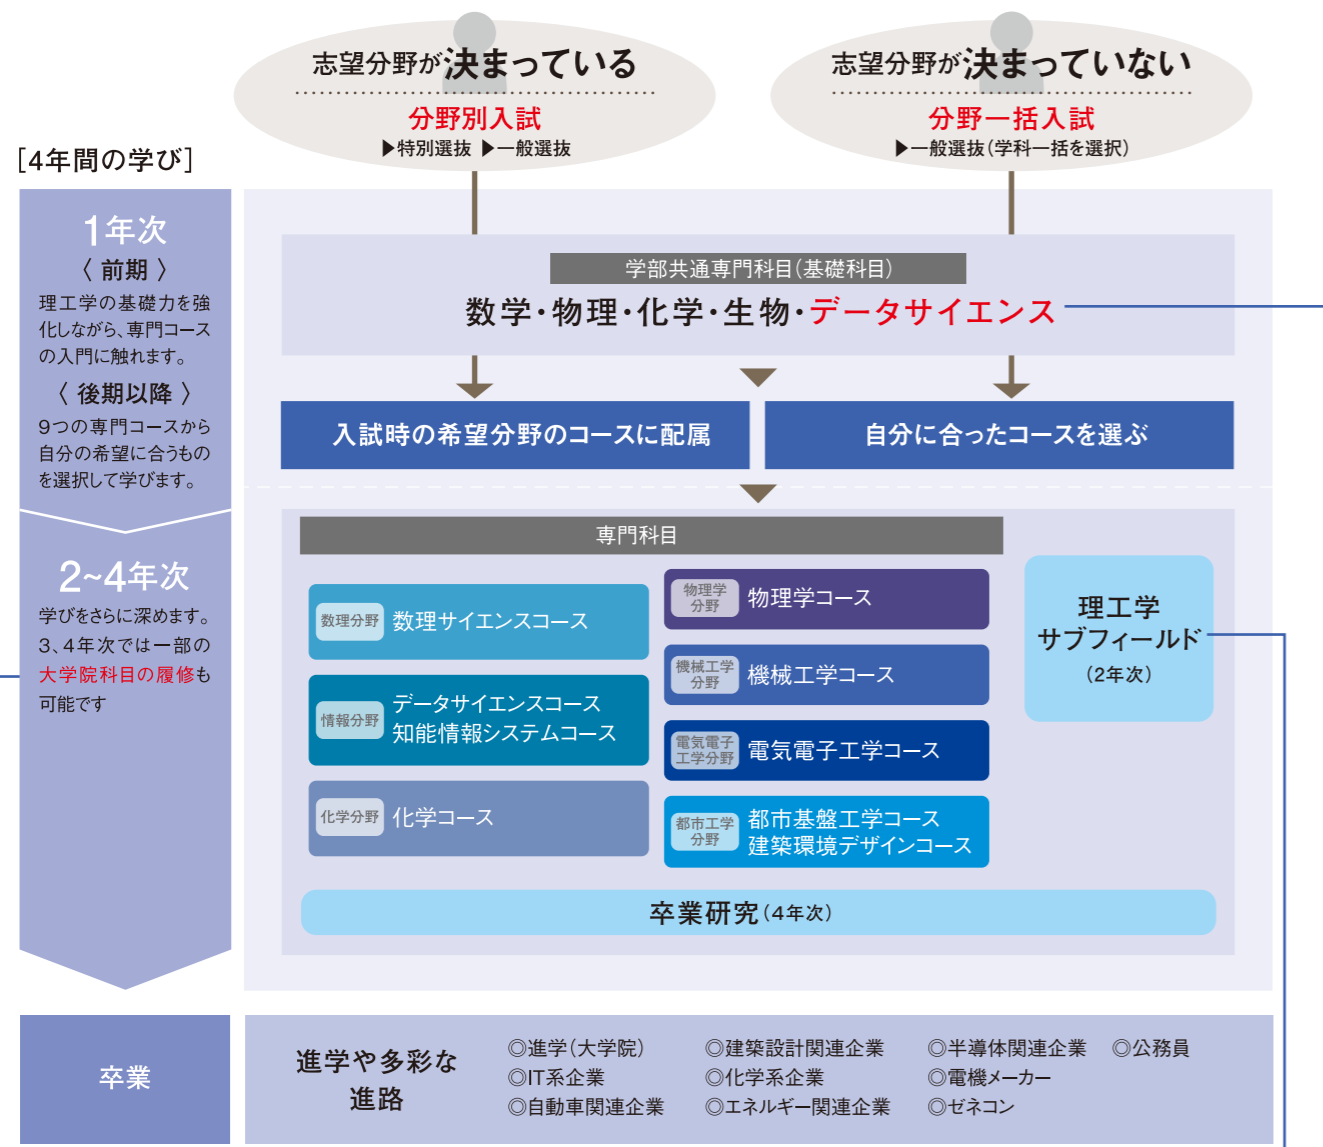 志望分野が決まっている
分野別入試
▶特別選抜 ▶一般選抜
志望分野が決まっていない
分野一括入試
▶一般選抜(学科一括を選択)
[4年間の学び]
1年次
〈 前期 〉
理工学の基礎力を強
化しながら、専門コース
の入門に触れます。
〈 後期以降 〉
9つの専門コースから
自分の希望に合うもの
を選択して学びます。
学部共通専門科目(基礎科目)
数学・物理・化学・生物・データサイエンス
入試時の希望分野のコースに配属
自分に合ったコースを選ぶ
2~4年次
学びをさらに深めます。
3、4年次では一部の
大学院科目の履修も
可能です
専門科目
数理分野 数理サイエンスコース
情報分野
データサイエンスコース
知能情報システムコース
化学分野 化学コース
物理学
分野
物理学コース
機械工学
分野
機械工学コース
電気電子
工学分野
電気電子工学コース
都市工学
分野
都市基盤工学コース
建築環境デザインコース
理工学
サブフィールド
(2年次)
卒業研究(4年次)
卒業
進学や多彩な
進路
◎進学(大学院)
◎IT系企業
◎自動車関連企業
◎建築設計関連企業
◎化学系企業
◎エネルギー関連企業
◎半導体関連企業
◎電機メーカー
◎ゼネコン
◎公務員